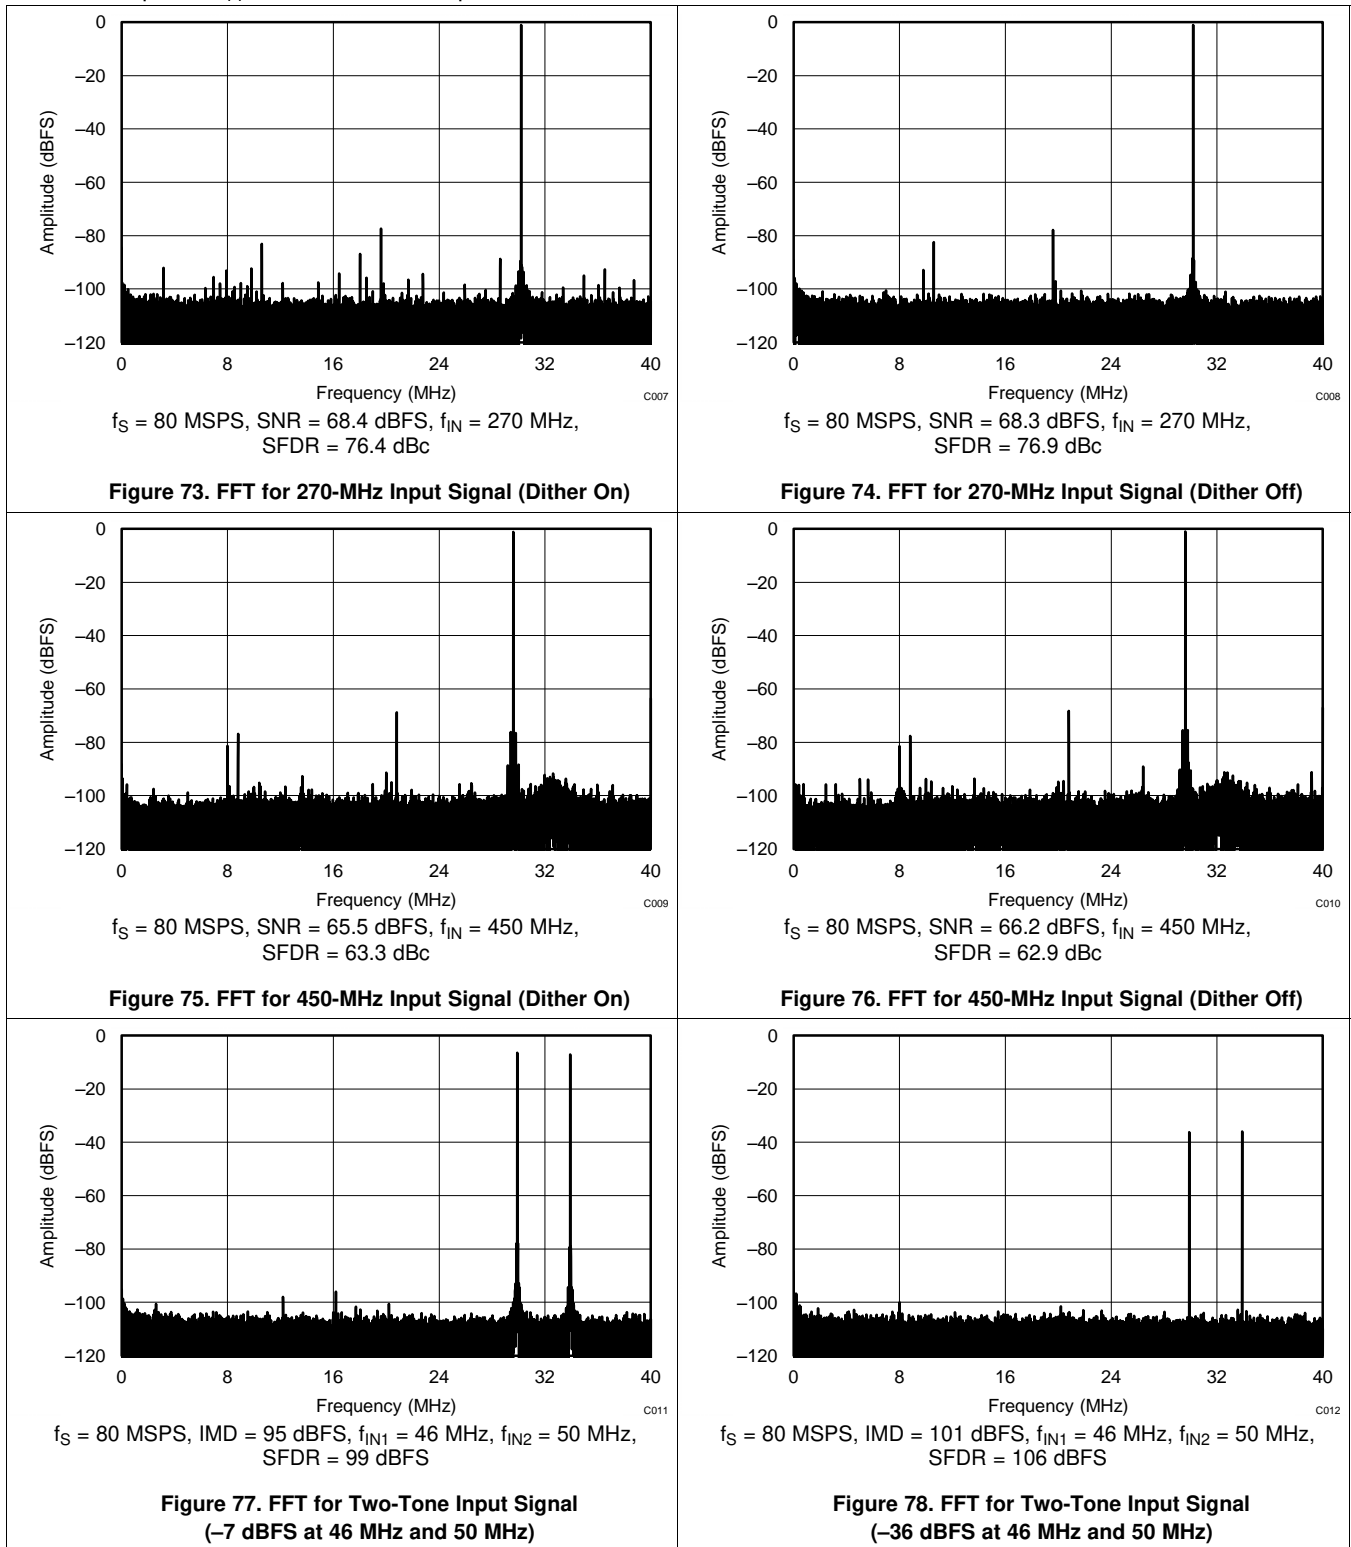 0
–20
–40
–60
–80
–100
–120
Amplitude (dBFS)
0 8 16 24 32 40
Frequency (MHz)
C007
fS = 80 MSPS, SNR = 68.4 dBFS, fIN = 270 MHz,
SFDR = 76.4 dBc
Figure 73. FFT for 270-MHz Input Signal (Dither On)
0
–20
–40
–60
–80
–100
–120
Amplitude (dBFS)
0 8 16 24 32 40
Frequency (MHz)
C008
fS = 80 MSPS, SNR = 68.3 dBFS, fIN = 270 MHz,
SFDR = 76.9 dBc
Figure 74. FFT for 270-MHz Input Signal (Dither Off)
0
–20
–40
–60
–80
–100
–120
Amplitude (dBFS)
0 8 16 24 32 40
Frequency (MHz)
C009
fS = 80 MSPS, SNR = 65.5 dBFS, fIN = 450 MHz,
SFDR = 63.3 dBc
Figure 75. FFT for 450-MHz Input Signal (Dither On)
0
–20
–40
–60
–80
–100
–120
Amplitude (dBFS)
0 8 16 24 32 40
Frequency (MHz)
C010
fS = 80 MSPS, SNR = 66.2 dBFS, fIN = 450 MHz,
SFDR = 62.9 dBc
Figure 76. FFT for 450-MHz Input Signal (Dither Off)
0
–20
–40
–60
–80
–100
–120
Amplitude (dBFS)
0 8 16 24 32 40
Frequency (MHz)
C011
fS = 80 MSPS, IMD = 95 dBFS, fIN1 = 46 MHz, fIN2 = 50 MHz,
SFDR = 99 dBFS
Figure 77. FFT for Two-Tone Input Signal
(–7 dBFS at 46 MHz and 50 MHz)
0
–20
–40
–60
–80
–100
–120
Amplitude (dBFS)
0 8 16 24 32 40
Frequency (MHz)
C012
fS = 80 MSPS, IMD = 101 dBFS, fIN1 = 46 MHz, fIN2 = 50 MHz,
SFDR = 106 dBFS
Figure 78. FFT for Two-Tone Input Signal
(–36 dBFS at 46 MHz and 50 MHz)